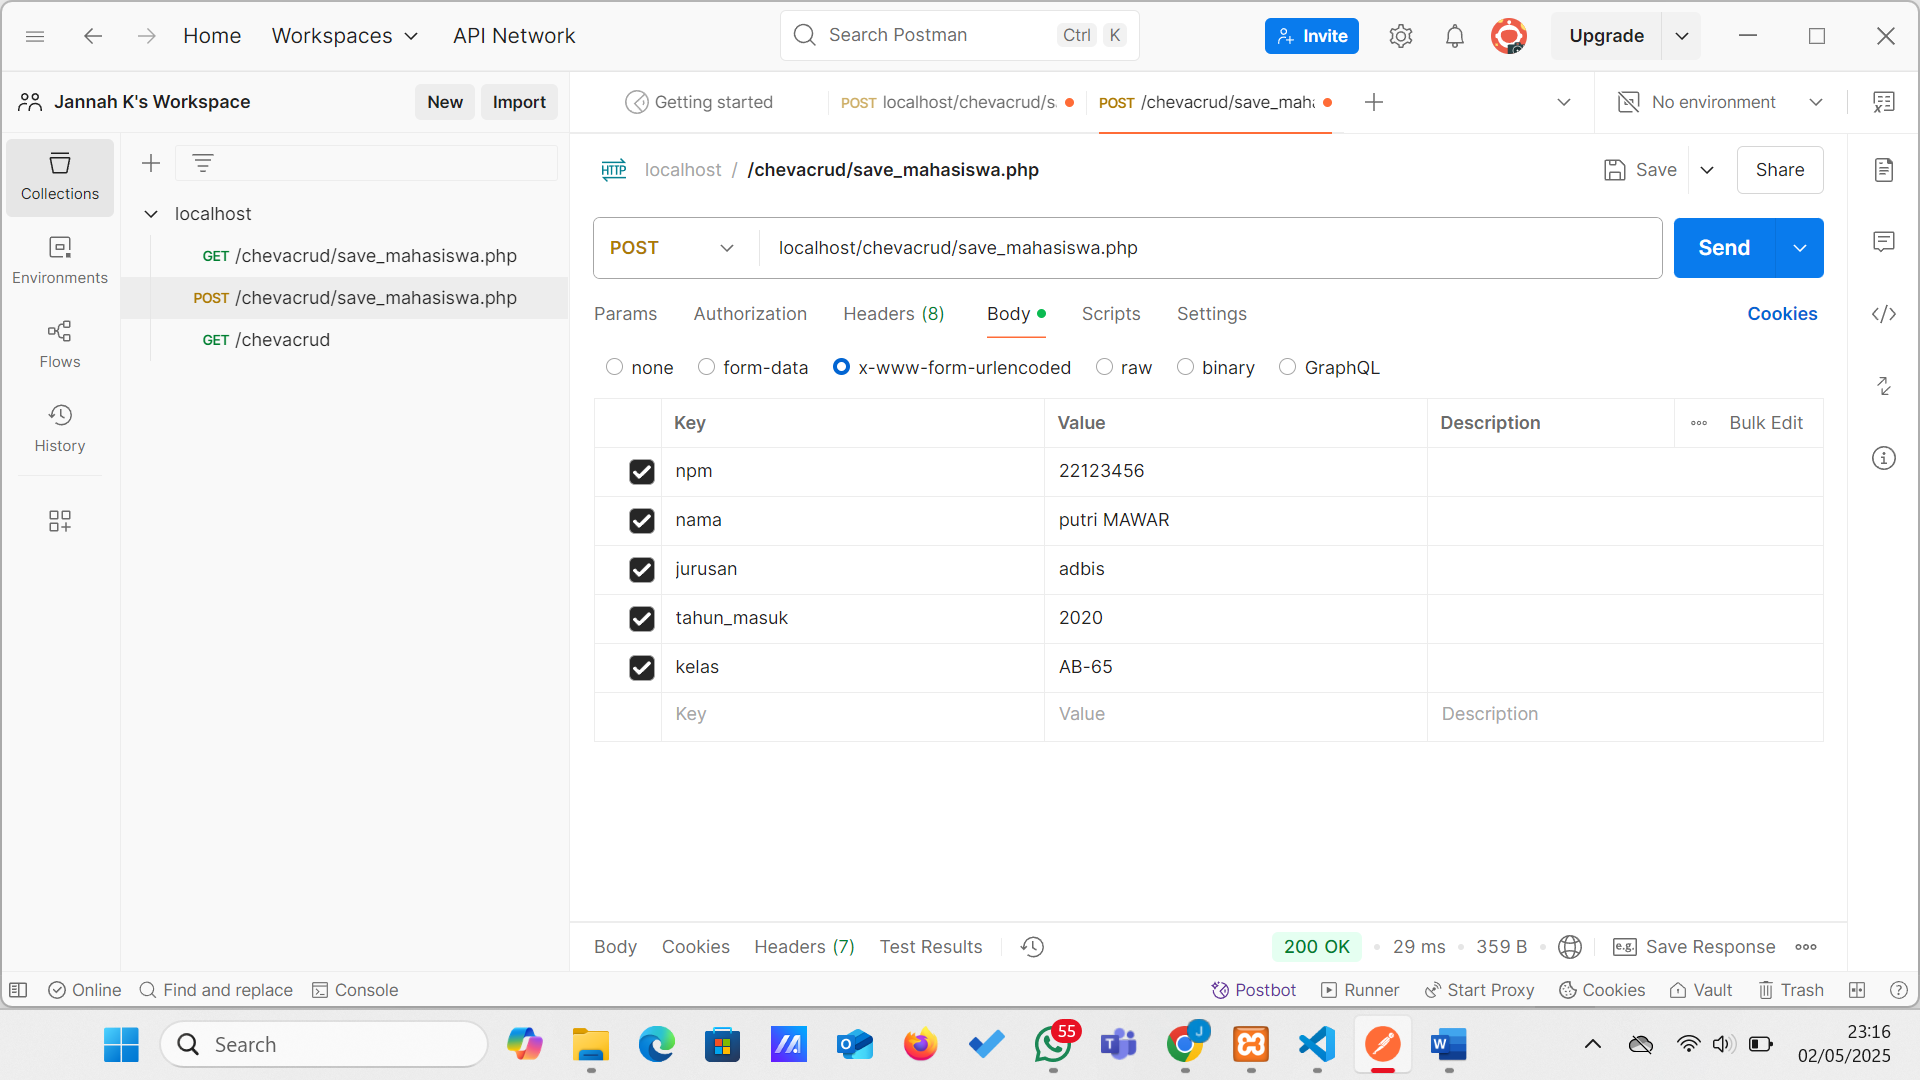 Home Workspaces API Network Search Postman Ctrl K Invite Upgrade
Jannah K's Workspace New Import Getting started POST localhost/chevacrud/s POST /chevacrud/save_maha No environment
Collections
Environments
Flows
History
localhost
GET /chevacrud/save_mahasiswa.php
POST /chevacrud/save_mahasiswa.php
GET /chevacrud
HTTP localhost / /chevacrud/save_mahasiswa.php Save Share
POST localhost/chevacrud/save_mahasiswa.php Send
Params Authorization Headers (8) Body Scripts Settings Cookies
none form-data x-www-form-urlencoded raw binary GraphQL
Key Value Description Bulk Edit
npm 22123456
nama putri MAWAR
jurusan adbis
tahun_masuk 2020
kelas AB-65
Key Value Description
Body Cookies Headers (7) Test Results 200 OK 29 ms 359 B e.g. Save Response
Online Find and replace Console Postbot Runner Start Proxy Cookies Vault Trash
Search 55 J 23:16
02/05/2025